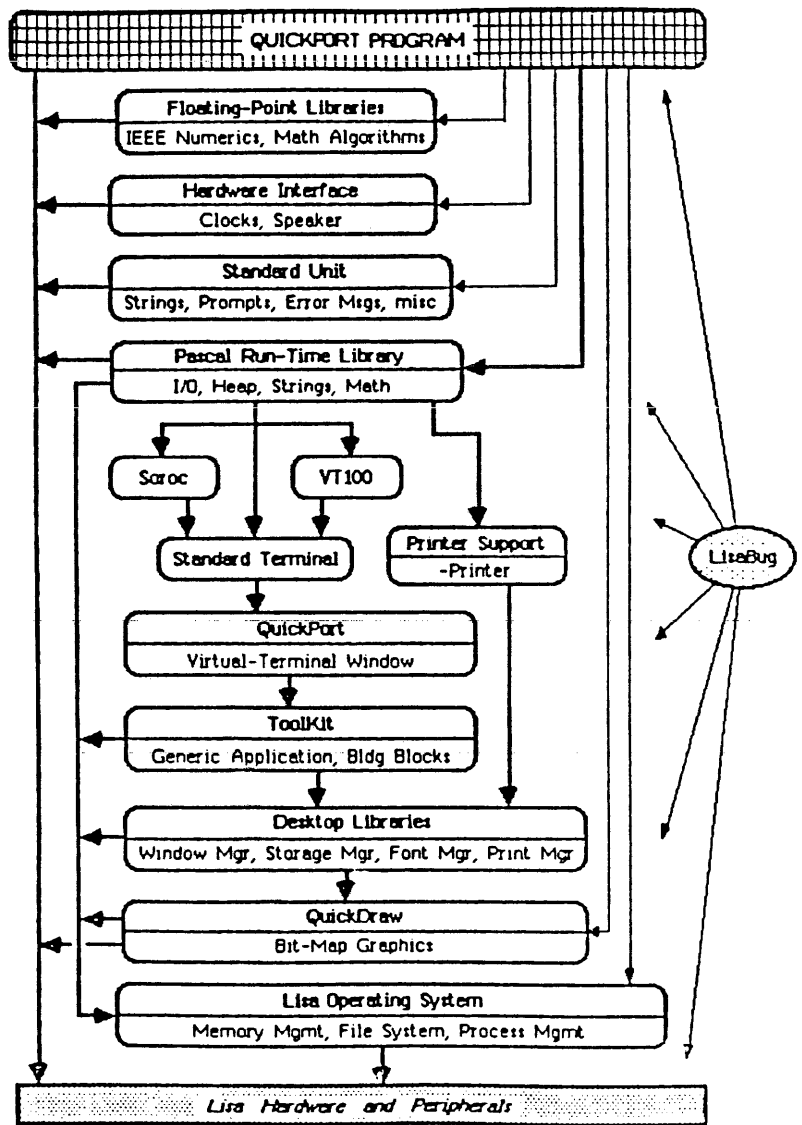 QUICKPORT PROGRAM
Floating-Point Libraries
IEEE Numerics, Math Algorithms
Hardware Interface
Clocks, Speaker
Standard Unit
Strings, Prompts, Error Msgs, misc
Pascal Run-Time Library
I/O, Heap, Strings, Math
Soroc
VT100
Standard Terminal
Printer Support
-Printer
LisaBug
QuickPort
Virtual-Terminal Window
ToolKit
Generic Application, Bldg Blocks
Desktop Libraries
Window Mgr, Storage Mgr, Font Mgr, Print Mgr
QuickDraw
Bit-Map Graphics
Lisa Operating System
Memory Mgmt, File System, Process Mgmt
Lisa Hardware and Peripherals